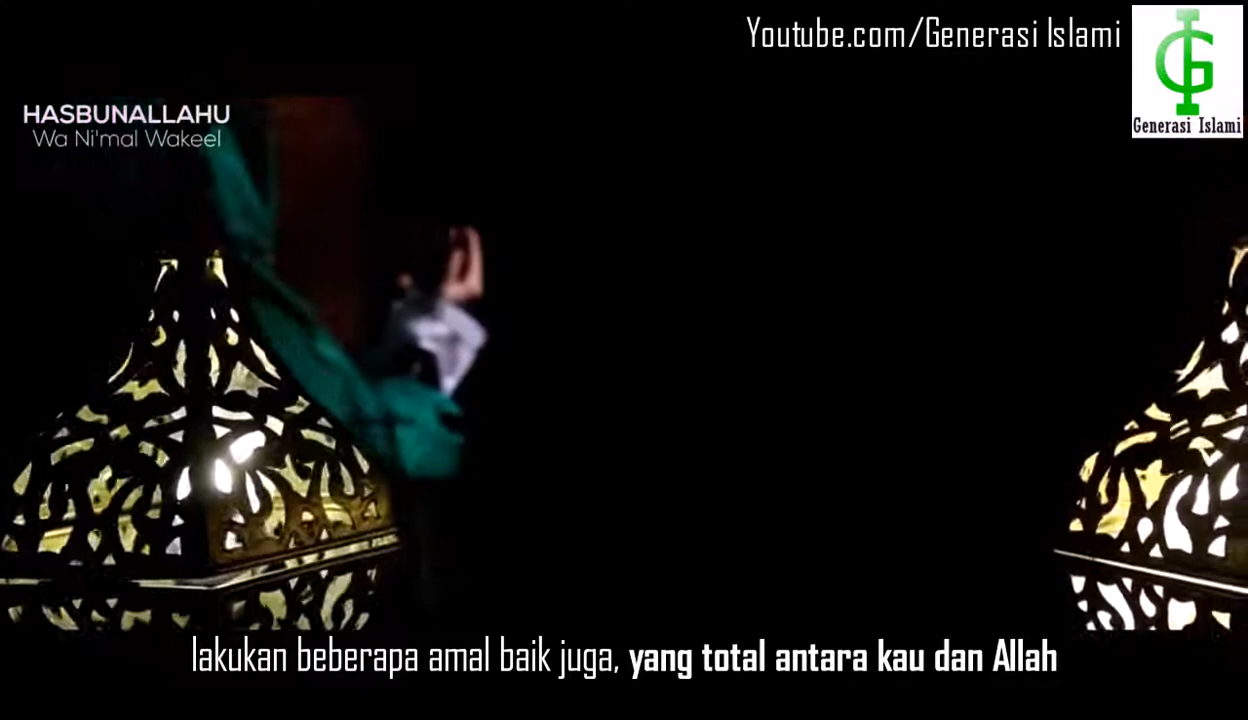 Youtube.com/Generasi Islami
Generasi Islami
HASBUNALLAHU
Wa Ni'mal Wakeel
lakukan beberapa amal baik juga, yang total antara kau dan Allah